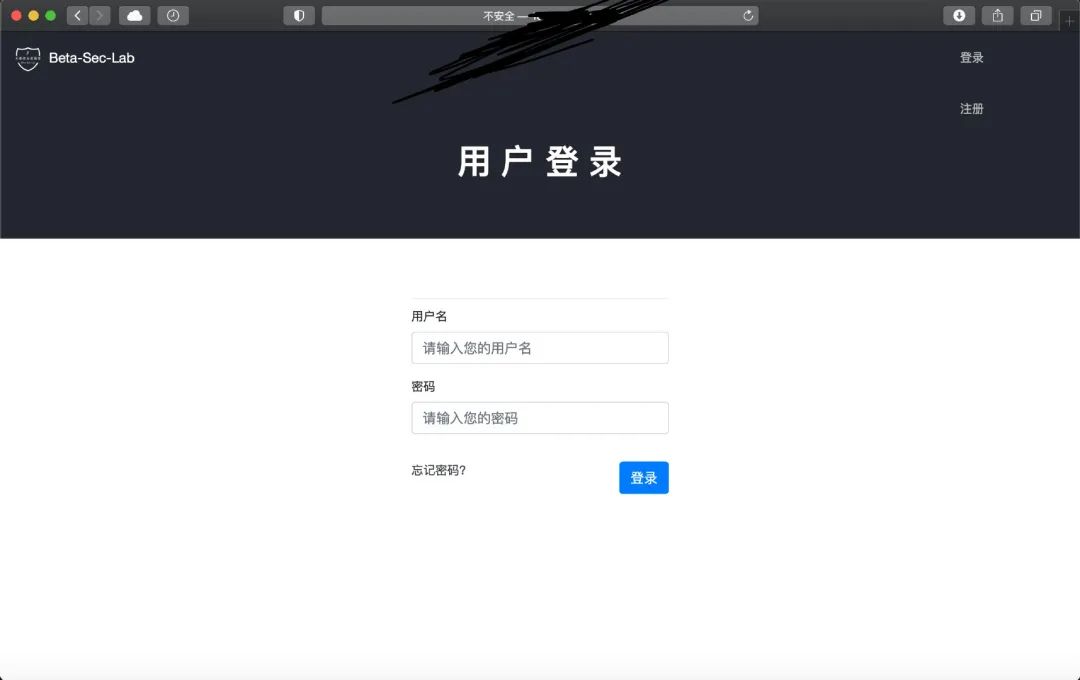 不安全 —
Beta-Sec-Lab
登录
注册
用户登录
用户名
请输入您的用户名
密码
请输入您的密码
忘记密码?
登录